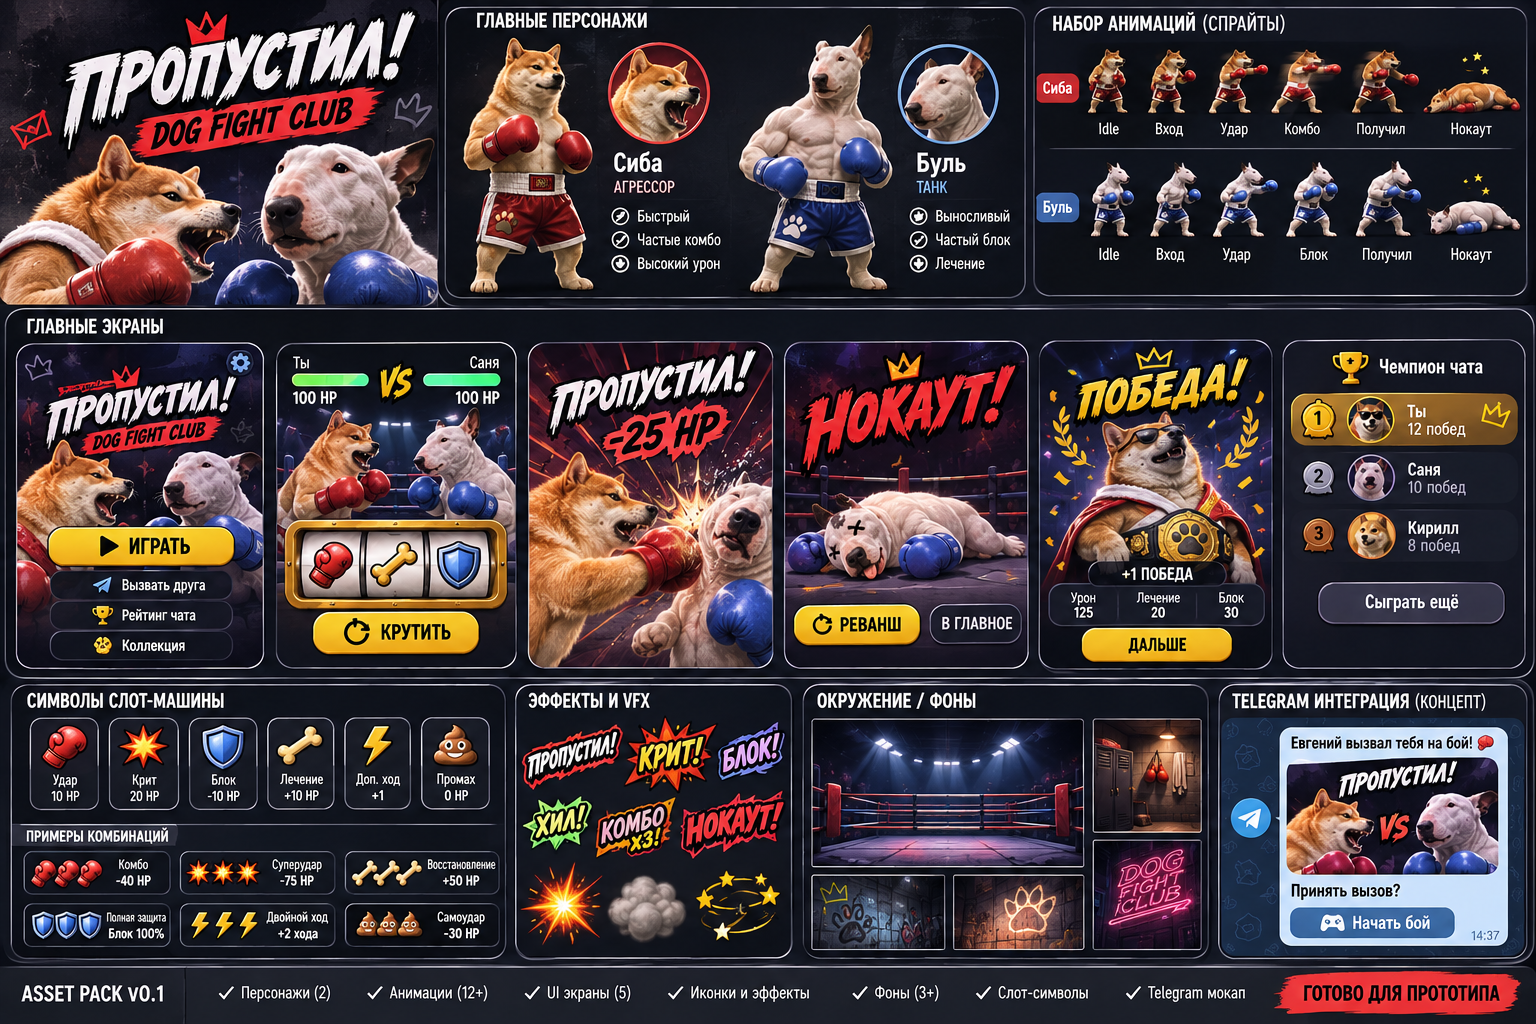 ПРОПУСТИЛ!
DOG FIGHT CLUB
ГЛАВНЫЕ ПЕРСОНАЖИ
Сиба
АГРЕССОР
Быстрый
Частые комбо
Высокий урон
Буль
ТАНК
Выносливый
Частый блок
Лечение
НАБОР АНИМАЦИЙ (СПРАЙТЫ)
Сиба
Idle
Вход
Удар
Комбо
Получил
Нокаут
Буль
Idle
Вход
Удар
Блок
Получил
Нокаут
ГЛАВНЫЕ ЭКРАНЫ
ПРОПУСТИЛ!
DOG FIGHT CLUB
ИГРАТЬ
Вызвать друга
Рейтинг чата
Коллекция
Ты
VS
Саня
100 HP
100 HP
КРУТИТЬ
ПРОПУСТИЛ!
-25 HP
НОКАУТ!
РЕВАНШ
В ГЛАВНОЕ
ПОБЕДА!
+1 ПОБЕДА
Урон
125
Лечение
20
Блок
30
ДАЛЬШЕ
Чемпион чата
1
Ты
12 побед
2
Саня
10 побед
3
Кирилл
8 побед
Сыграть ещё
СИМВОЛЫ СЛОТ-МАШИНЫ
Удар
10 HP
Крит
20 HP
Блок
-10 HP
Лечение
+10 HP
Доп. ход
+1
Промах
0 HP
ПРИМЕРЫ КОМБИНАЦИЙ
Комбо
-40 HP
Суперудар
-75 HP
Восстановление
+50 HP
Полная защита
Блок 100%
Двойной ход
+2 хода
Самоудар
-30 HP
ЭФФЕКТЫ И VFX
ПРОПУСТИЛ!
КРИТ!
БЛОК!
ХИЛ!
КОМБО
X3!
НОКАУТ!
ОКРУЖЕНИЕ / ФОНЫ
DOG
FIGHT
CLUB
TELEGRAM ИНТЕГРАЦИЯ (КОНЦЕПТ)
Евгений вызвал тебя на бой!
ПРОПУСТИЛ!
VS
Принять вызов?
Начать бой
14:37
ASSET PACK v0.1
Персонажи (2)
Анимации (12+)
UI экраны (5)
Иконки и эффекты
Фоны (3+)
Слот-символы
Telegram мокап
ГОТОВО ДЛЯ ПРОТОТИПА